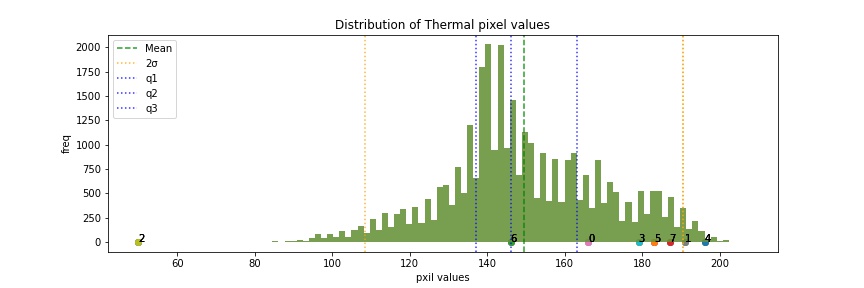 Distribution of Thermal pixel values
Mean
2σ
q1
q2
q3
freq
2000
1750
1500
1250
1000
750
500
250
0
2 6 0 3 5 7 1 4
60 80 100 120 140 160 180 200
pxil values